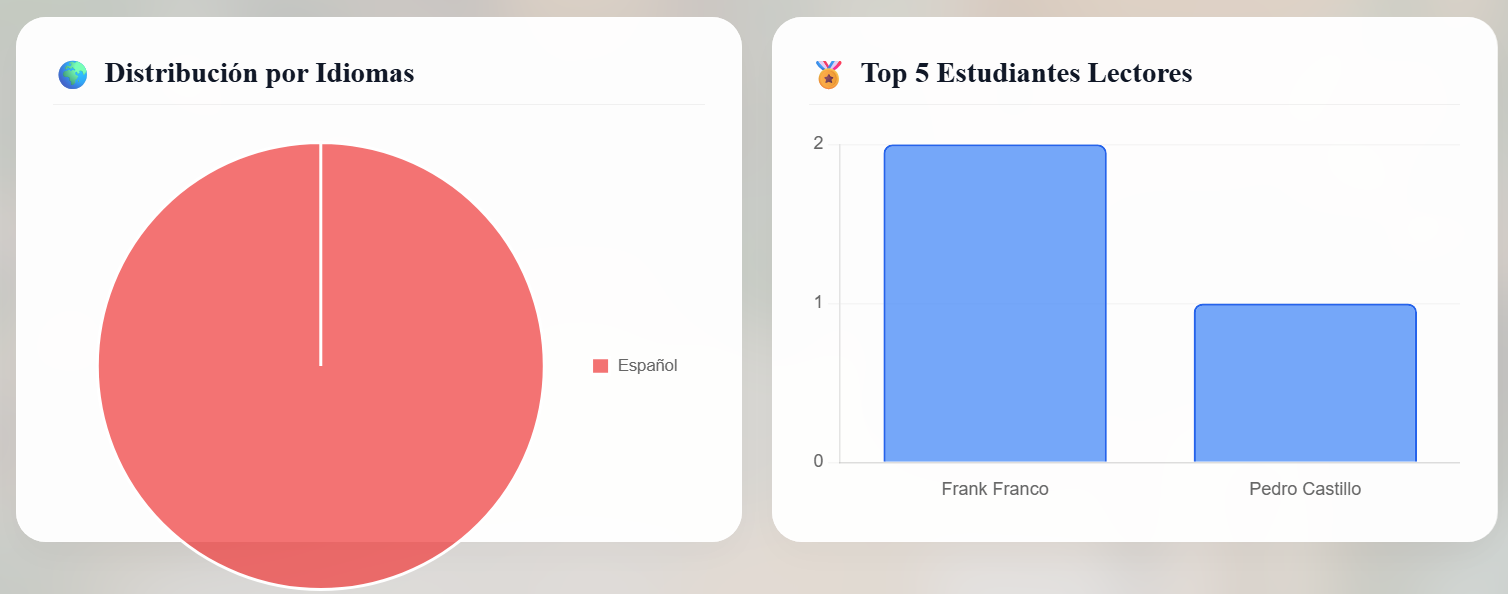 Distribución por Idiomas
Español
Top 5 Estudiantes Lectores
2
1
0
Frank Franco
Pedro Castillo